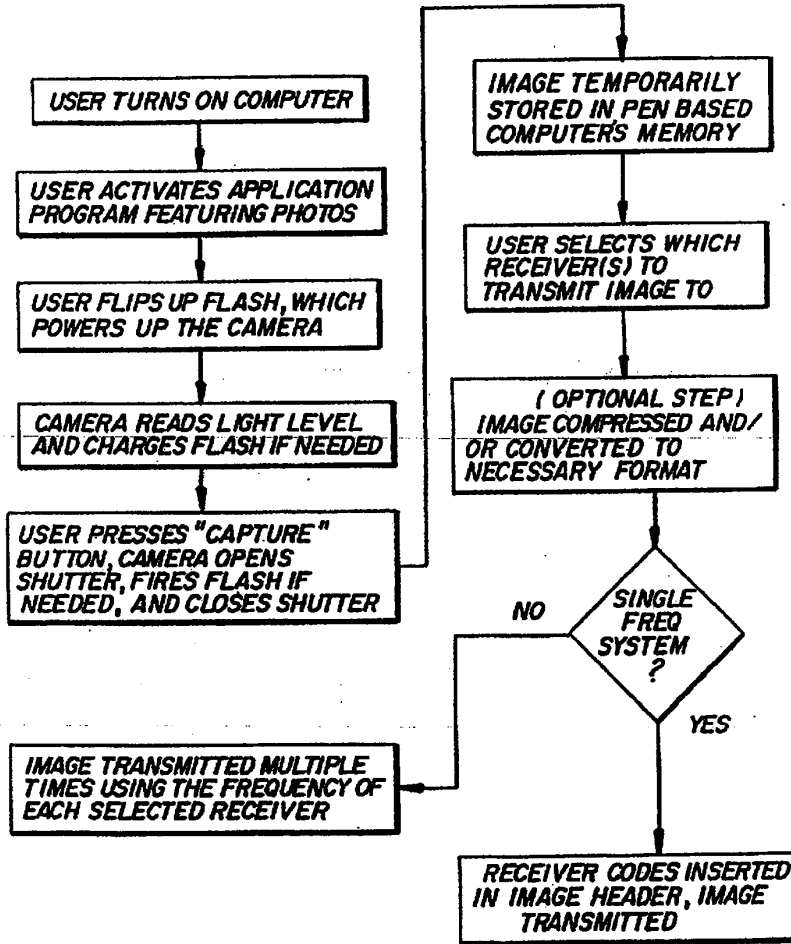 USER TURNS ON COMPUTER
USER ACTIVATES APPLICATION
PROGRAM FEATURING PHOTOS
USER FLIPS UP FLASH, WHICH
POWERS UP THE CAMERA
CAMERA READS LIGHT LEVEL
AND CHARGES FLASH IF NEEDED
USER PRESSES "CAPTURE"
BUTTON, CAMERA OPENS
SHUTTER, FIRES FLASH IF
NEEDED, AND CLOSES SHUTTER
IMAGE TEMPORARILY
STORED IN PEN BASED
COMPUTER'S MEMORY
USER SELECTS WHICH
RECEIVER(S) TO
TRANSMIT IMAGE TO
(OPTIONAL STEP)
IMAGE COMPRESSED AND/
OR CONVERTED TO
NECESSARY FORMAT
SINGLE
FREQ
SYSTEM
?
NO
YES
IMAGE TRANSMITTED MULTIPLE
TIMES USING THE FREQUENCY OF
EACH SELECTED RECEIVER
RECEIVER CODES INSERTED
IN IMAGE HEADER, IMAGE
TRANSMITTED